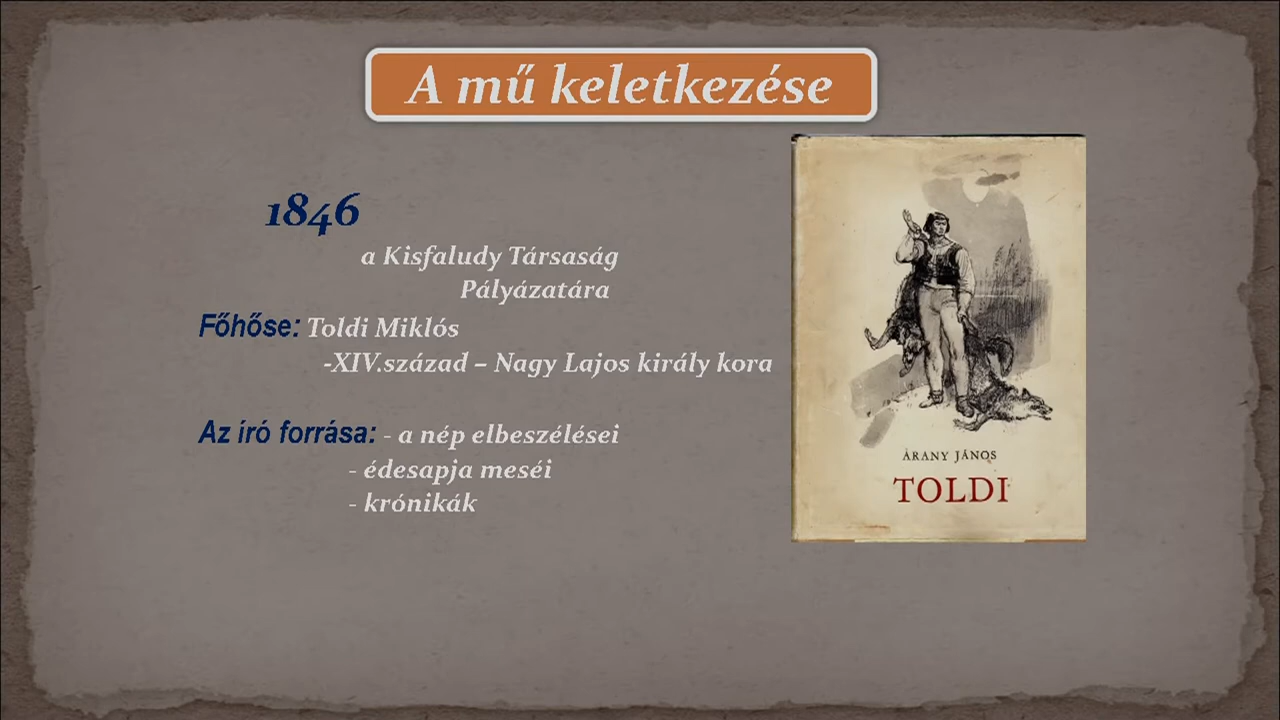 A mű keletkezése
1846
a Kisfaludy Társaság
Pályázatára
Főhőse: Toldi Miklós
-XIV.század – Nagy Lajos király kora
Az író forrása: - a nép elbeszélései
- édesapja meséi
- krónikák
ARANY JÁNOS
TOLDI